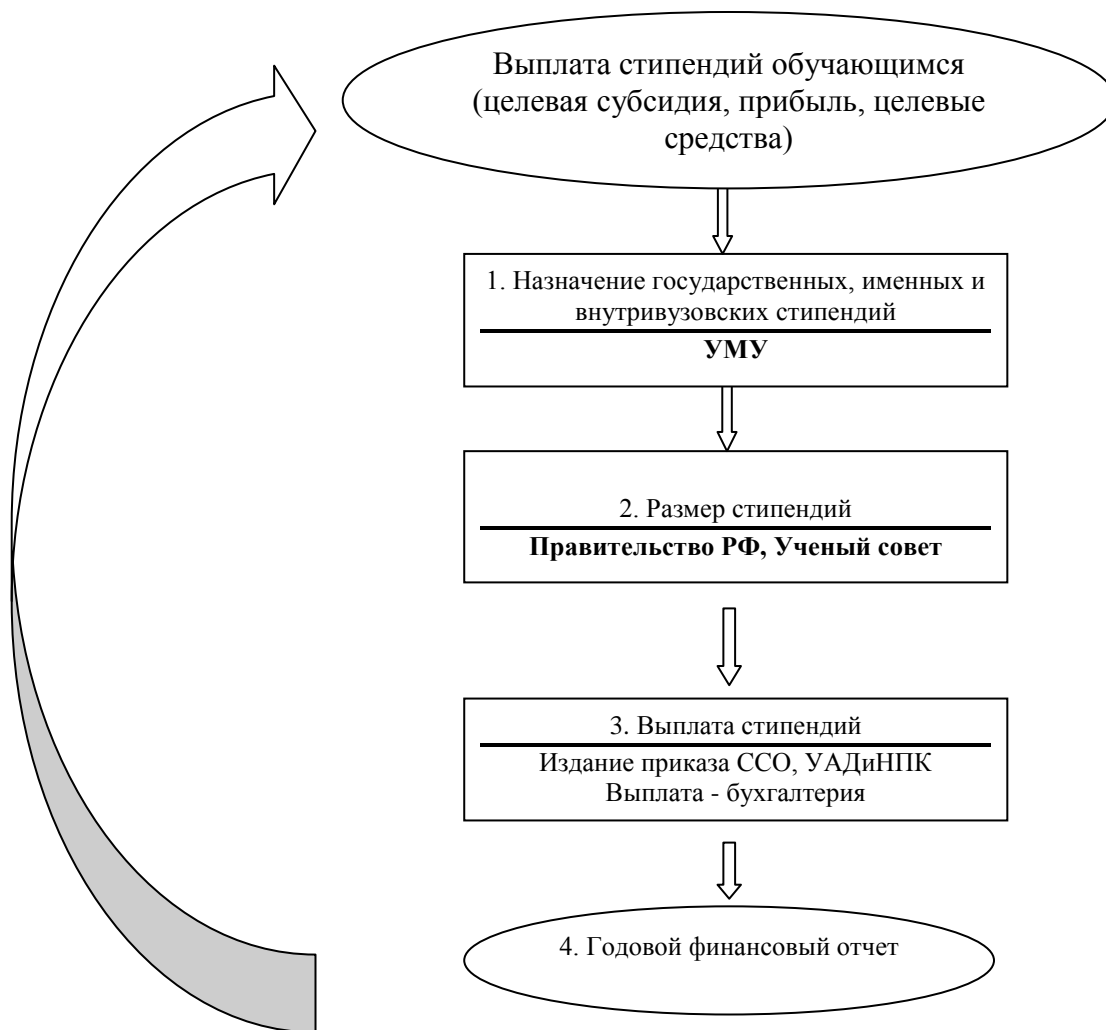 Выплата стипендий обучающимся
(целевая субсидия, прибыль, целевые
средства)
1. Назначение государственных, именных и
внутривузовских стипендий
УМУ
2. Размер стипендий
Правительство РФ, Ученый совет
3. Выплата стипендий
Издание приказа ССО, УАДиНПК
Выплата - бухгалтерия
4. Годовой финансовый отчет